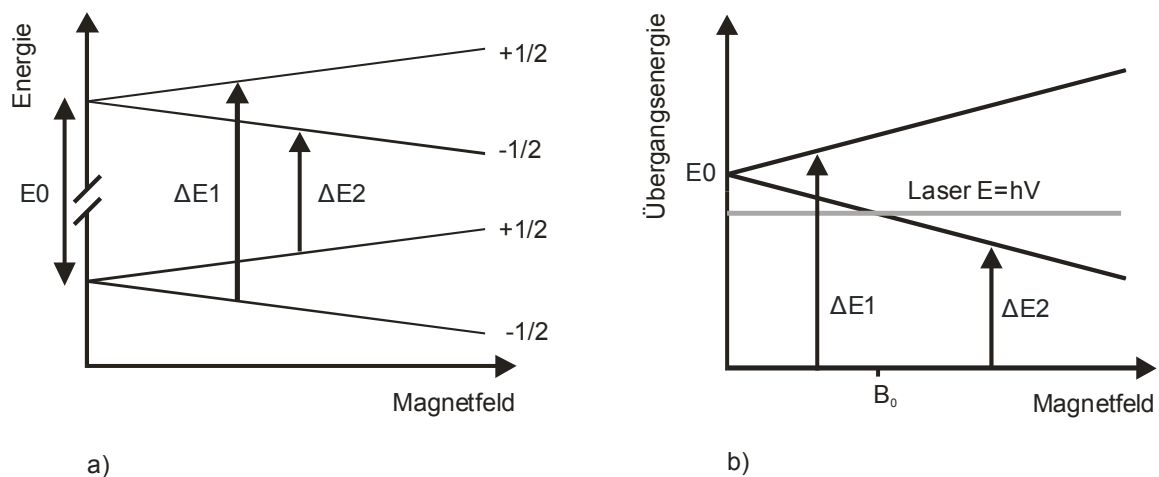 Energie
+1/2
-1/2
E0
ΔE1
ΔE2
+1/2
-1/2
Magnetfeld
a)
Übergangsenergie
E0
Laser E=hV
ΔE1
ΔE2
B₀
Magnetfeld
b)